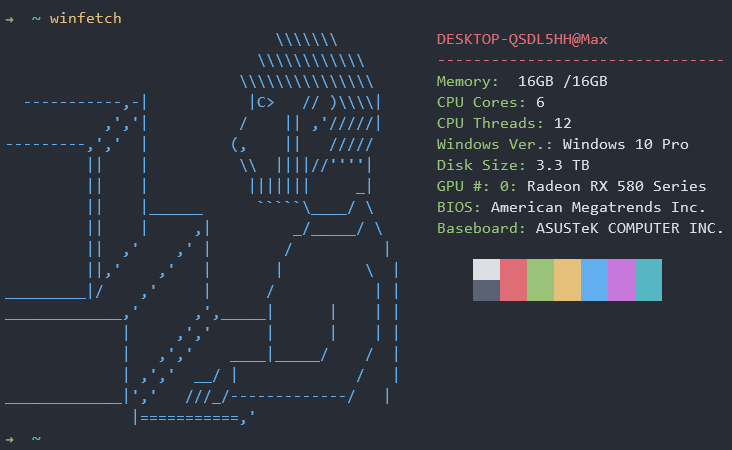 ➜  ~ winfetch
DESKTOP-QSDL5HH@Max
-------------------------------
Memory:  16GB /16GB
CPU Cores: 6
CPU Threads: 12
Windows Ver.: Windows 10 Pro
Disk Size: 3.3 TB
GPU #: 0: Radeon RX 580 Series
BIOS: American Megatrends Inc.
Baseboard: ASUSTeK COMPUTER INC.
➜  ~